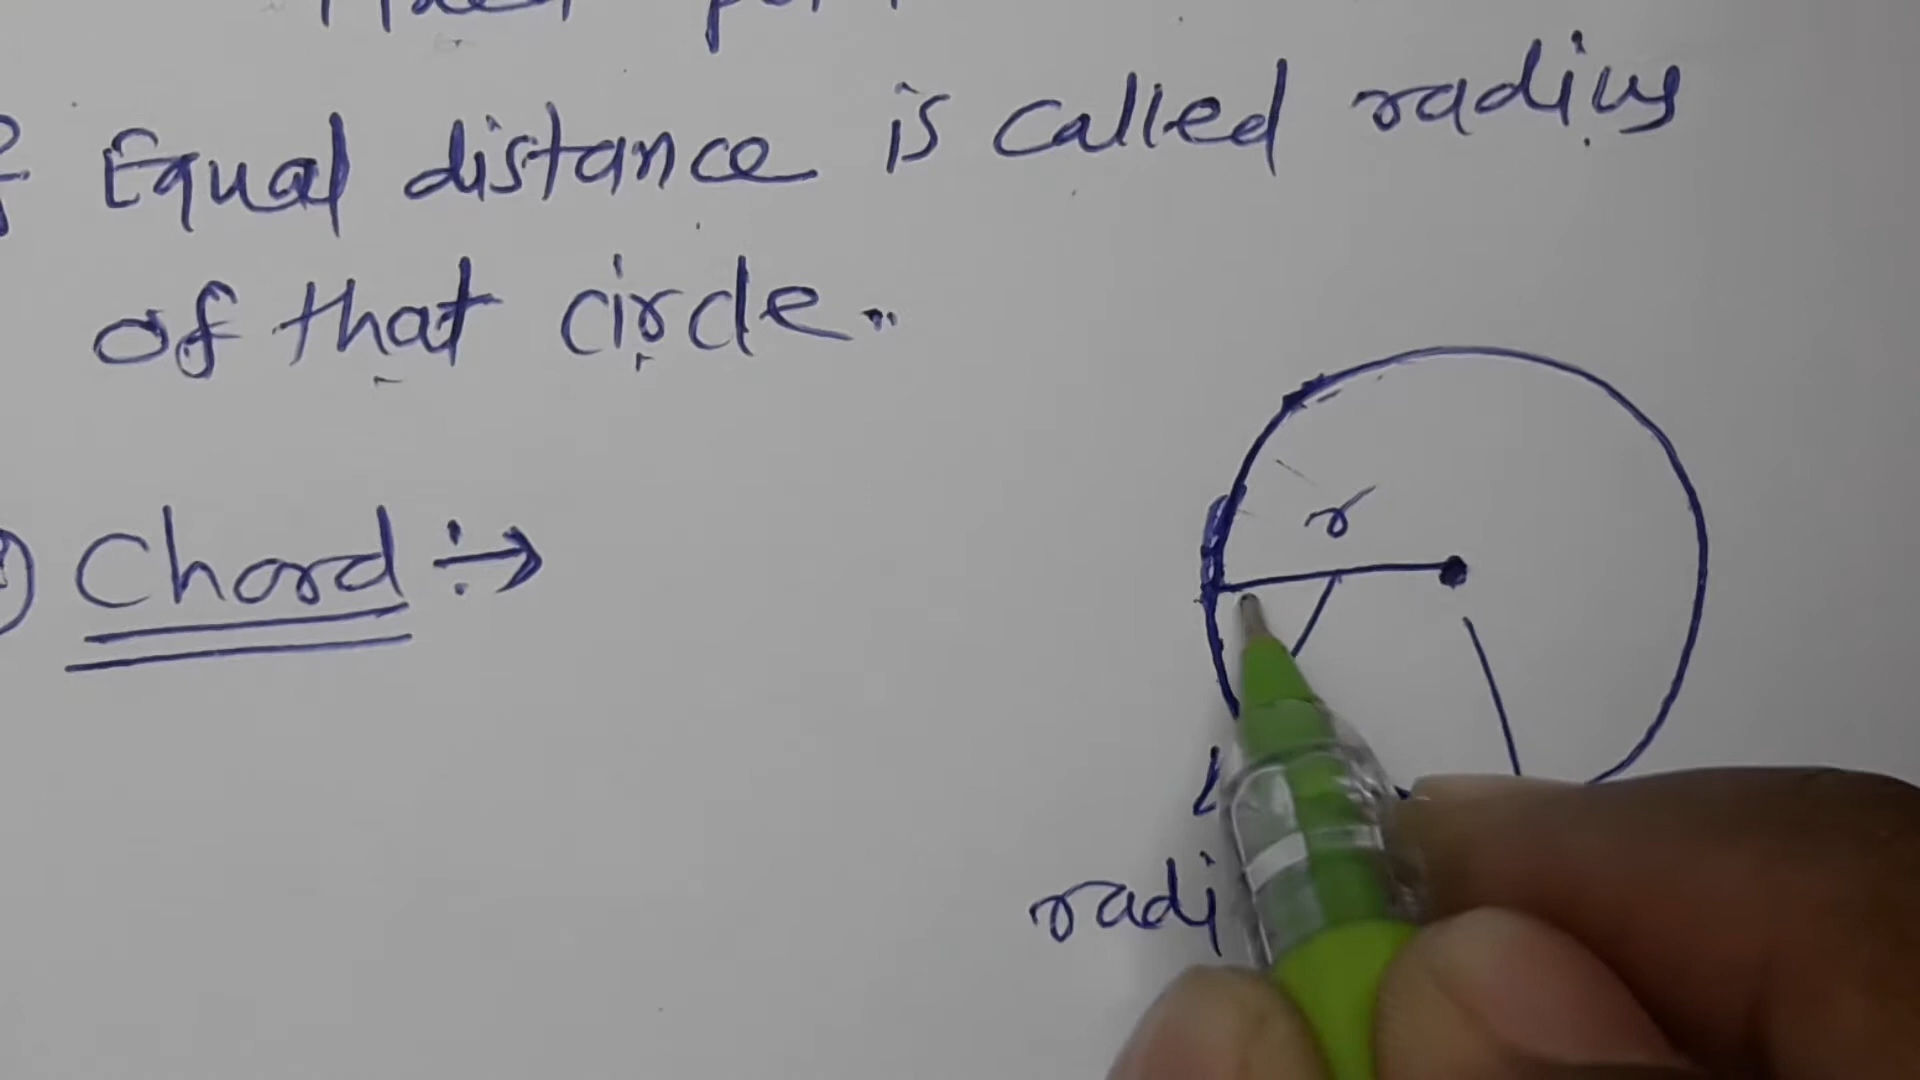 Equal distance is called radius
of that circle..
Chord ÷→
r
radi